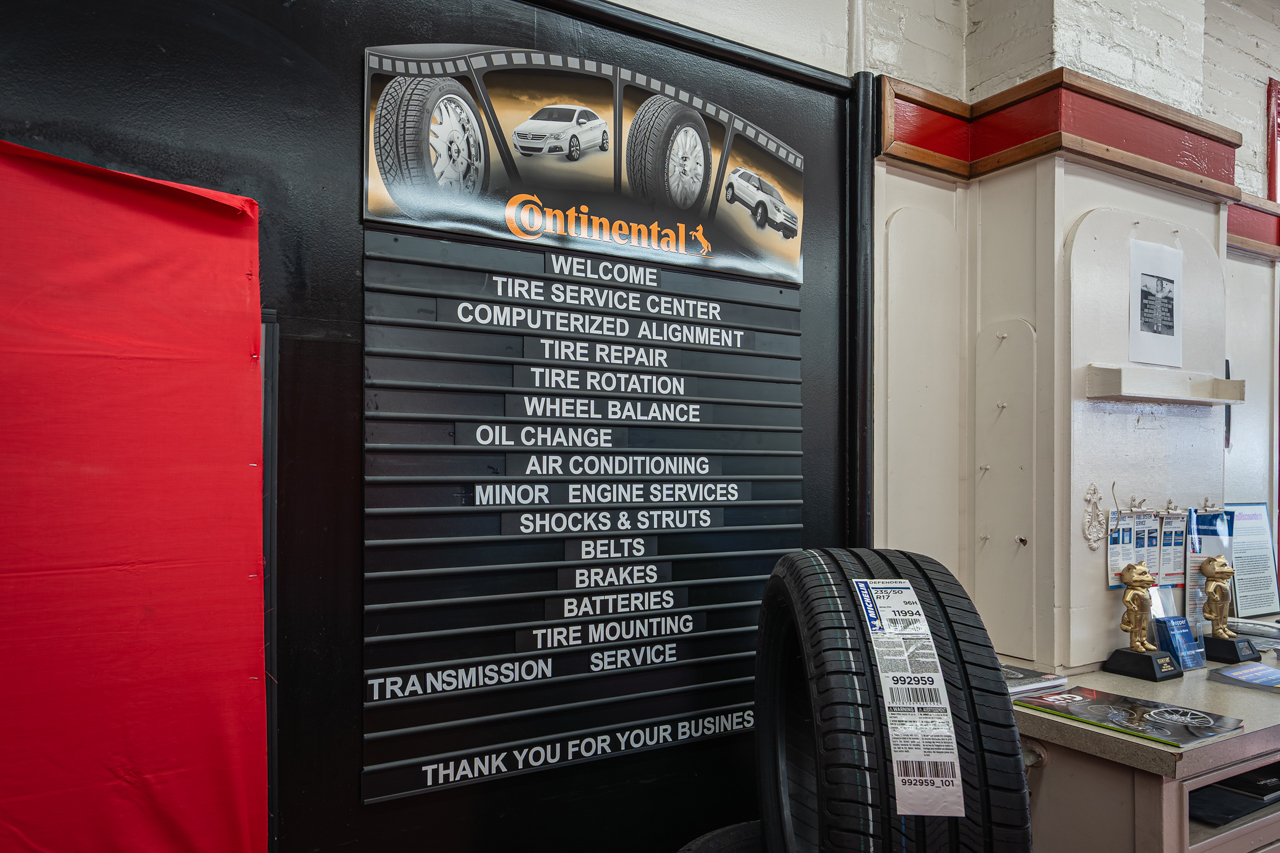 Continental
WELCOME
TIRE SERVICE CENTER
COMPUTERIZED ALIGNMENT
TIRE REPAIR
TIRE ROTATION
WHEEL BALANCE
OIL CHANGE
AIR CONDITIONING
MINOR ENGINE SERVICES
SHOCKS & STRUTS
BELTS
BRAKES
BATTERIES
TIRE MOUNTING
TRANSMISSION SERVICE
THANK YOU FOR YOUR BUSINES
MICHELIN
DEFENDER
235/50
R17
96H
11994
992959
WARNING
992959_101